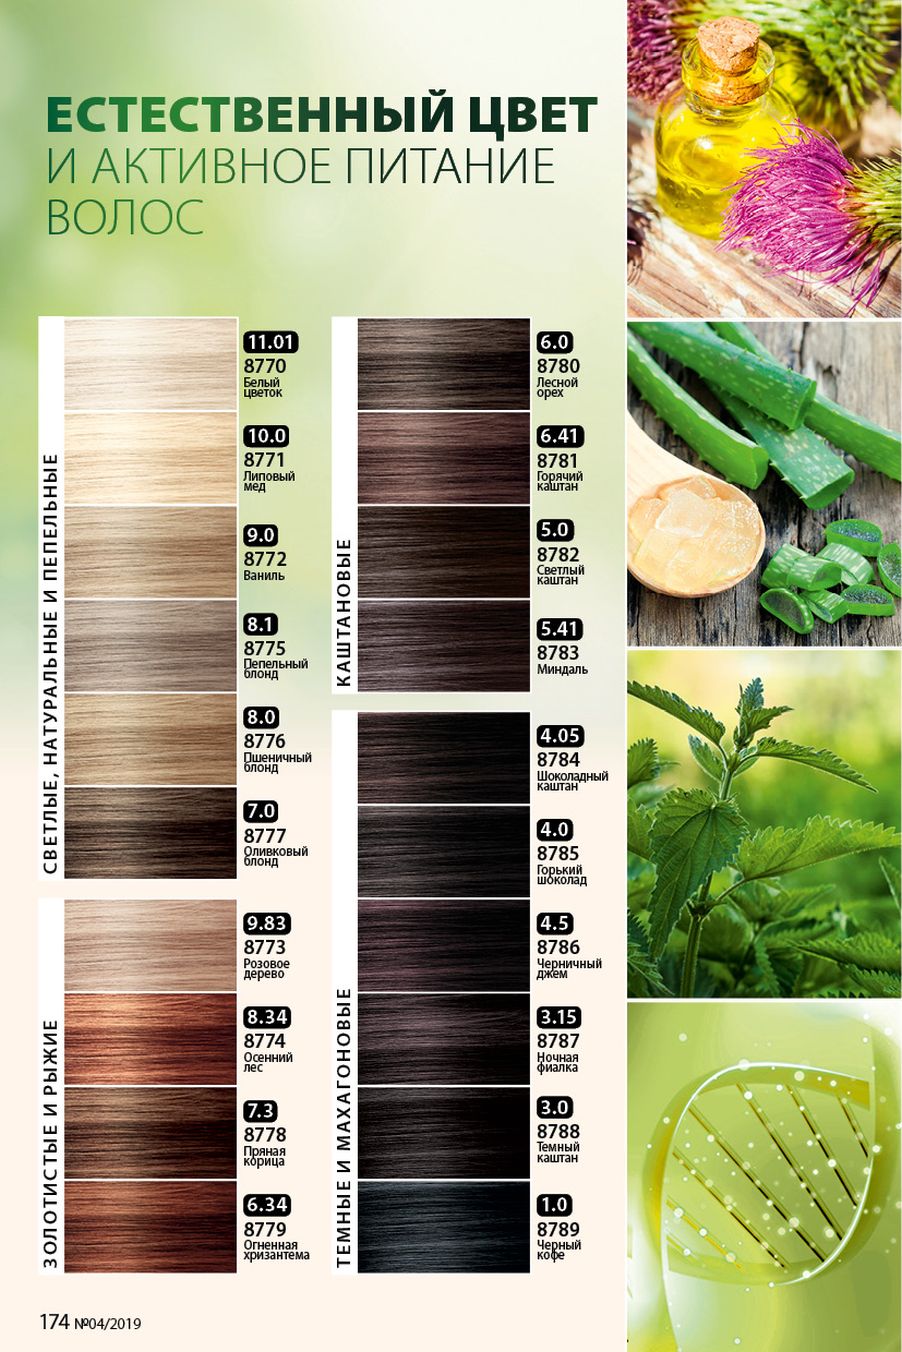 ЕСТЕСТВЕННЫЙ ЦВЕТ
И АКТИВНОЕ ПИТАНИЕ
ВОЛОС
СВЕТЛЫЕ, НАТУРАЛЬНЫЕ И ПЕПЕЛЬНЫЕ
11.01
8770
Белый
цветок
10.0
8771
Липовый
мед
9.0
8772
Ваниль
8.1
8775
Пепельный
блонд
8.0
8776
Пшеничный
блонд
7.0
8777
Оливковый
блонд
ЗОЛОТИСТЫЕ И РЫЖИЕ
9.83
8773
Розовое
дерево
8.34
8774
Осенний
лес
7.3
8778
Пряная
корица
6.34
8779
Огненная
хризантема
КАШТАНОВЫЕ
6.0
8780
Лесной
орех
6.41
8781
Горячий
каштан
5.0
8782
Светлый
каштан
5.41
8783
Миндаль
ТЕМНЫЕ И МАХАГОНОВЫЕ
4.05
8784
Шоколадный
каштан
4.0
8785
Горький
шоколад
4.5
8786
Черничный
джем
3.15
8787
Ночная
фиалка
3.0
8788
Темный
каштан
1.0
8789
Черный
кофе
174 №04/2019